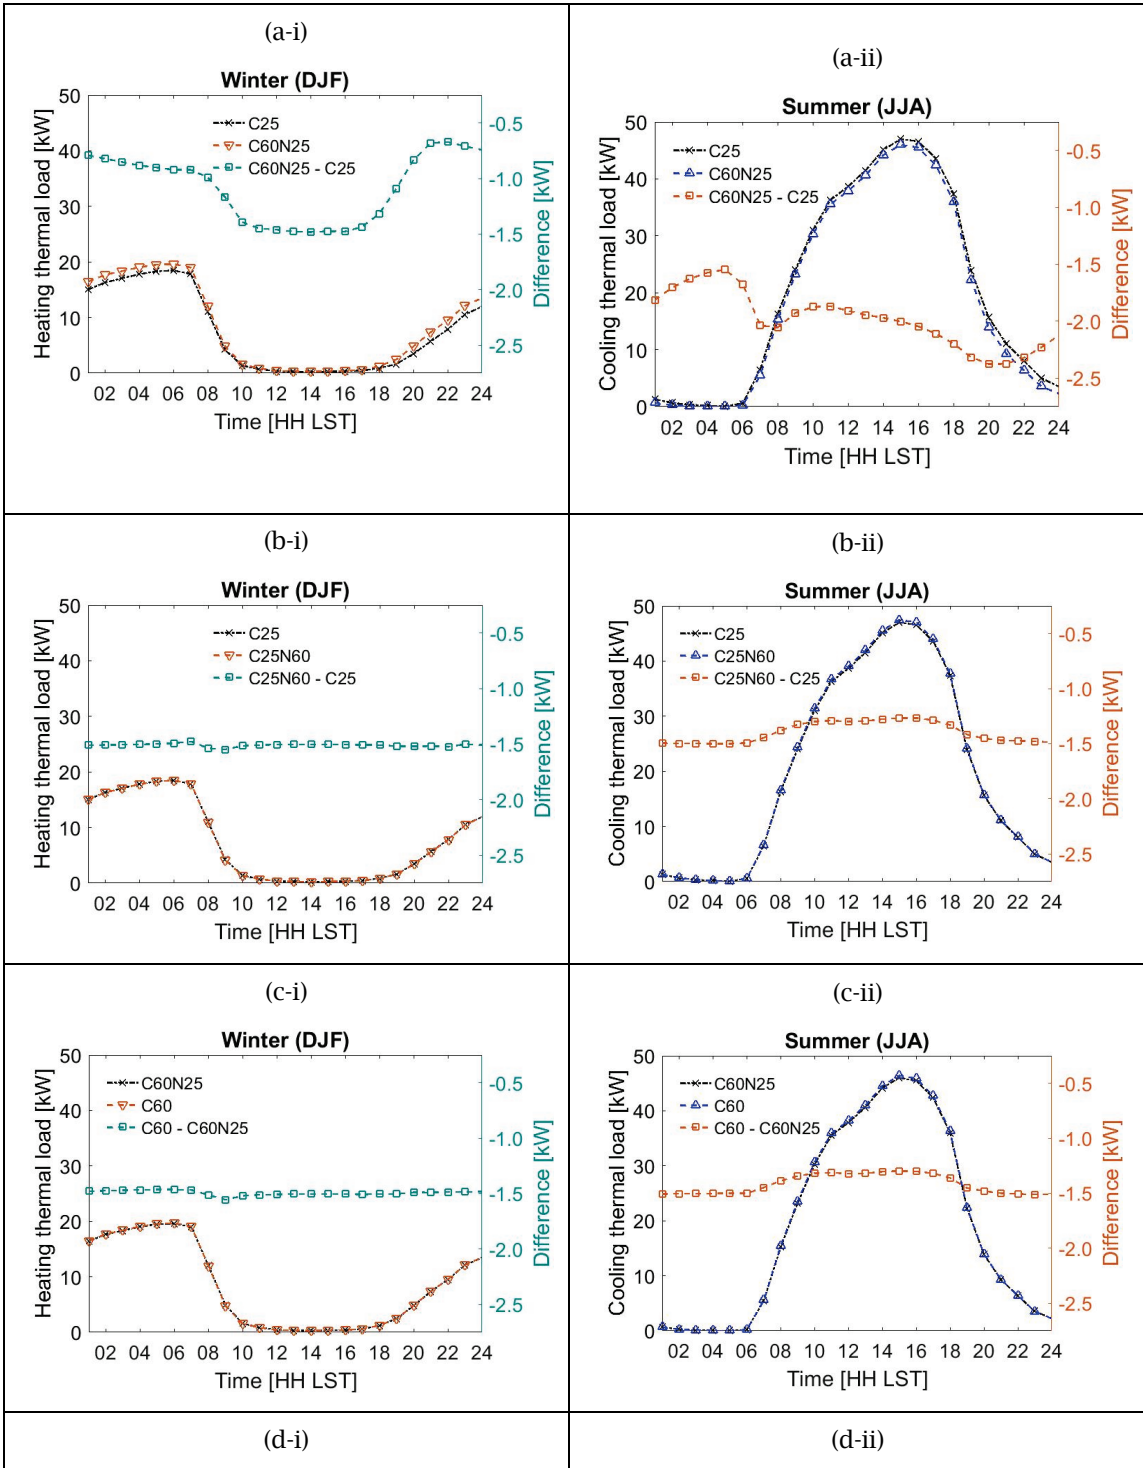 (a-i)
Winter (DJF)
50
40
30
20
10
0
Heating thermal load [kW]
C25
C60N25
C60N25 - C25
-0.5
-1.0
-1.5
-2.0
-2.5
Difference [kW]
02 04 06 08 10 12 14 16 18 20 22 24
Time [HH LST]
(a-ii)
Summer (JJA)
50
40
30
20
10
0
Cooling thermal load [kW]
C25
C60N25
C60N25 - C25
-0.5
-1.0
-1.5
-2.0
-2.5
Difference [kW]
02 04 06 08 10 12 14 16 18 20 22 24
Time [HH LST]
(b-i)
Winter (DJF)
50
40
30
20
10
0
Heating thermal load [kW]
C25
C25N60
C25N60 - C25
-0.5
-1.0
-1.5
-2.0
-2.5
Difference [kW]
02 04 06 08 10 12 14 16 18 20 22 24
Time [HH LST]
(b-ii)
Summer (JJA)
50
40
30
20
10
0
Cooling thermal load [kW]
C25
C25N60
C25N60 - C25
-0.5
-1.0
-1.5
-2.0
-2.5
Difference [kW]
02 04 06 08 10 12 14 16 18 20 22 24
Time [HH LST]
(c-i)
Winter (DJF)
50
40
30
20
10
0
Heating thermal load [kW]
C60N25
C60
C60 - C60N25
-0.5
-1.0
-1.5
-2.0
-2.5
Difference [kW]
02 04 06 08 10 12 14 16 18 20 22 24
Time [HH LST]
(c-ii)
Summer (JJA)
50
40
30
20
10
0
Cooling thermal load [kW]
C60N25
C60
C60 - C60N25
-0.5
-1.0
-1.5
-2.0
-2.5
Difference [kW]
02 04 06 08 10 12 14 16 18 20 22 24
Time [HH LST]
(d-i)
(d-ii)